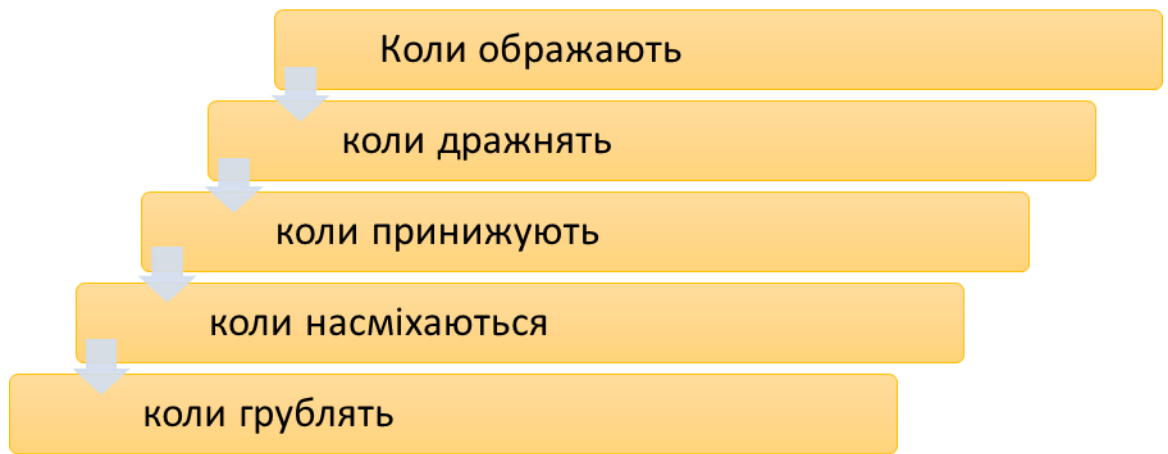 Коли ображають
коли дражнять
коли принижують
коли насміхаються
коли грублять